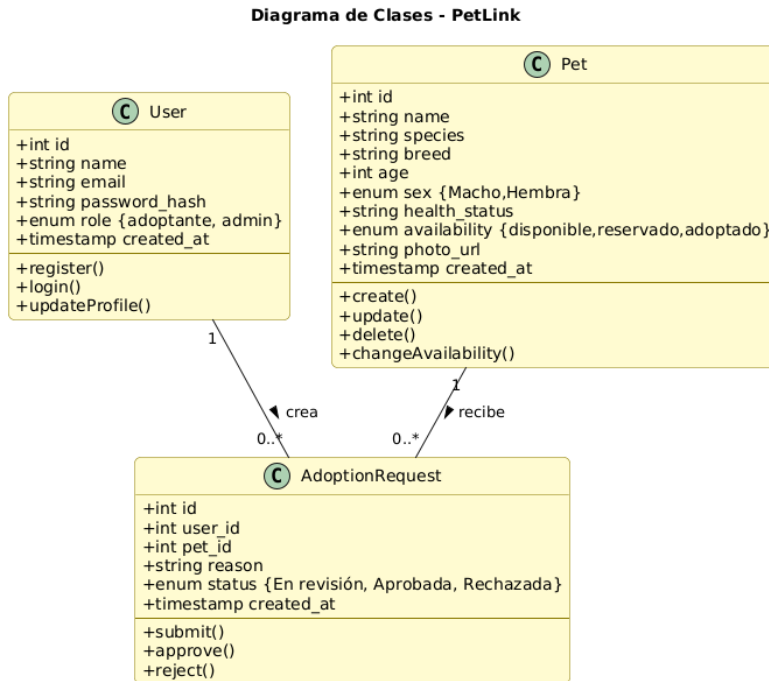 Diagrama de Clases - PetLink
C User
+int id
+string name
+string email
+string password_hash
+enum role {adoptante, admin}
+timestamp created_at
+register()
+login()
+updateProfile()
C Pet
+int id
+string name
+string species
+string breed
+int age
+enum sex {Macho,Hembra}
+string health_status
+enum availability {disponible,reservado,adoptado}
+string photo_url
+timestamp created_at
+create()
+update()
+delete()
+changeAvailability()
1
crea
0..*
1
recibe
0..*
C AdoptionRequest
+int id
+int user_id
+int pet_id
+string reason
+enum status {En revisión, Aprobada, Rechazada}
+timestamp created_at
+submit()
+approve()
+reject()